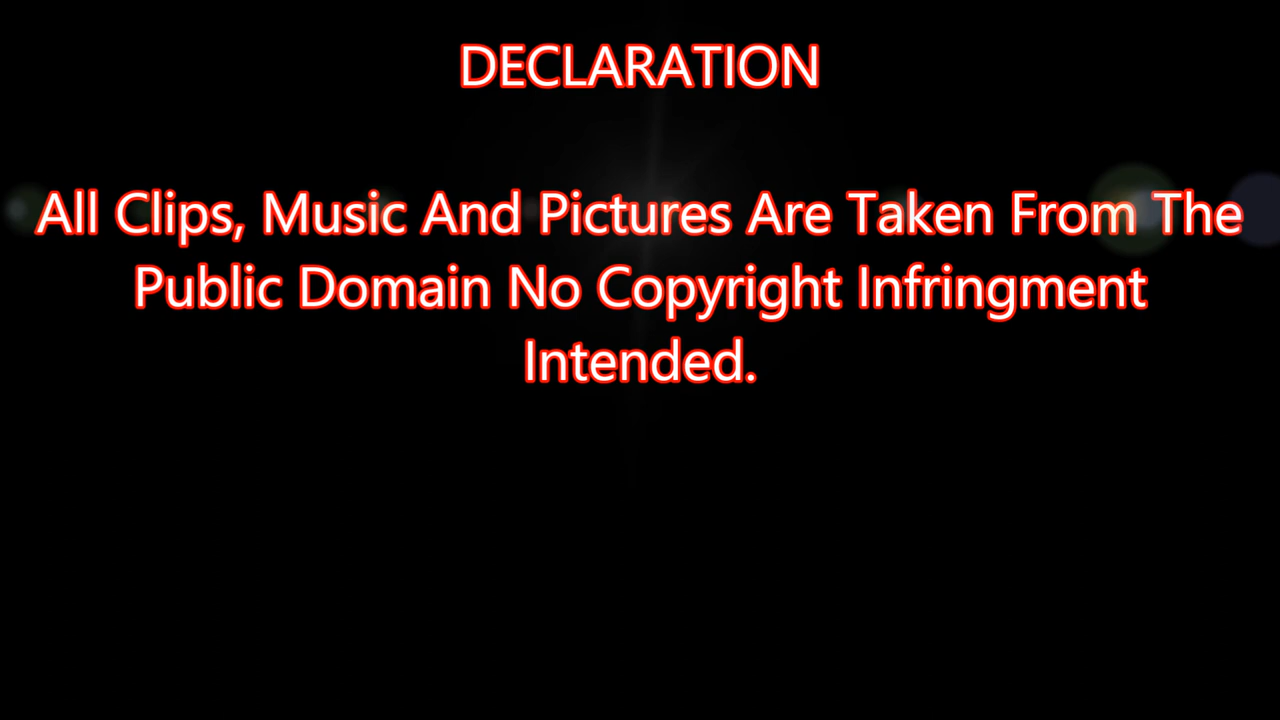 DECLARATION
All Clips, Music And Pictures Are Taken From The
Public Domain No Copyright Infringment
Intended.